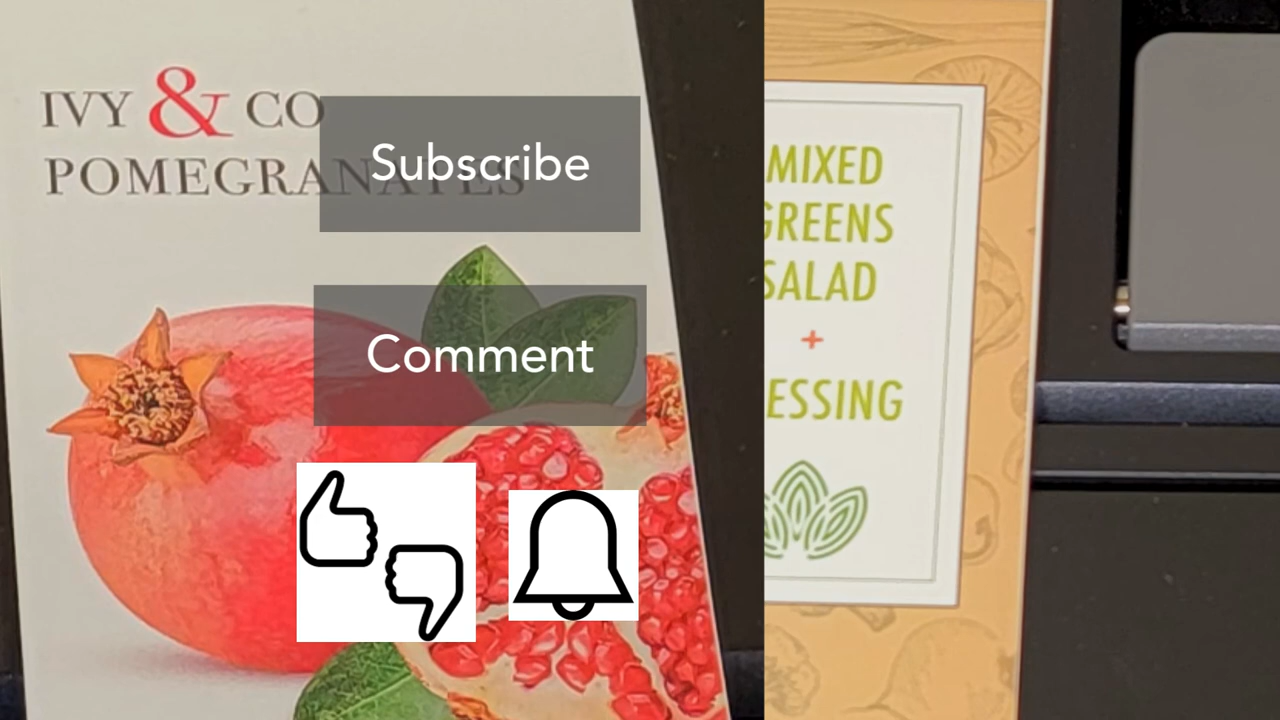 IVY & CO
POMEGRANATES
Subscribe
Comment
MIXED
GREENS
SALAD
+
ESSING